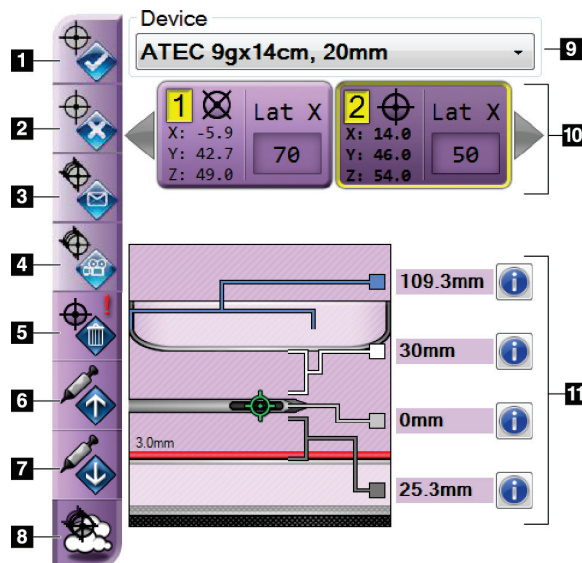 Device
1
ATEC 9gx14cm, 20mm
9
1
Lat X
X: -5.9
Y: 42.7
Z: 49.0
70
2
Lat X
X: 14.0
Y: 46.0
Z: 54.0
50
2
10
3
4
109.3mm
5
!
30mm
6
0mm
11
7
3.0mm
25.3mm
8